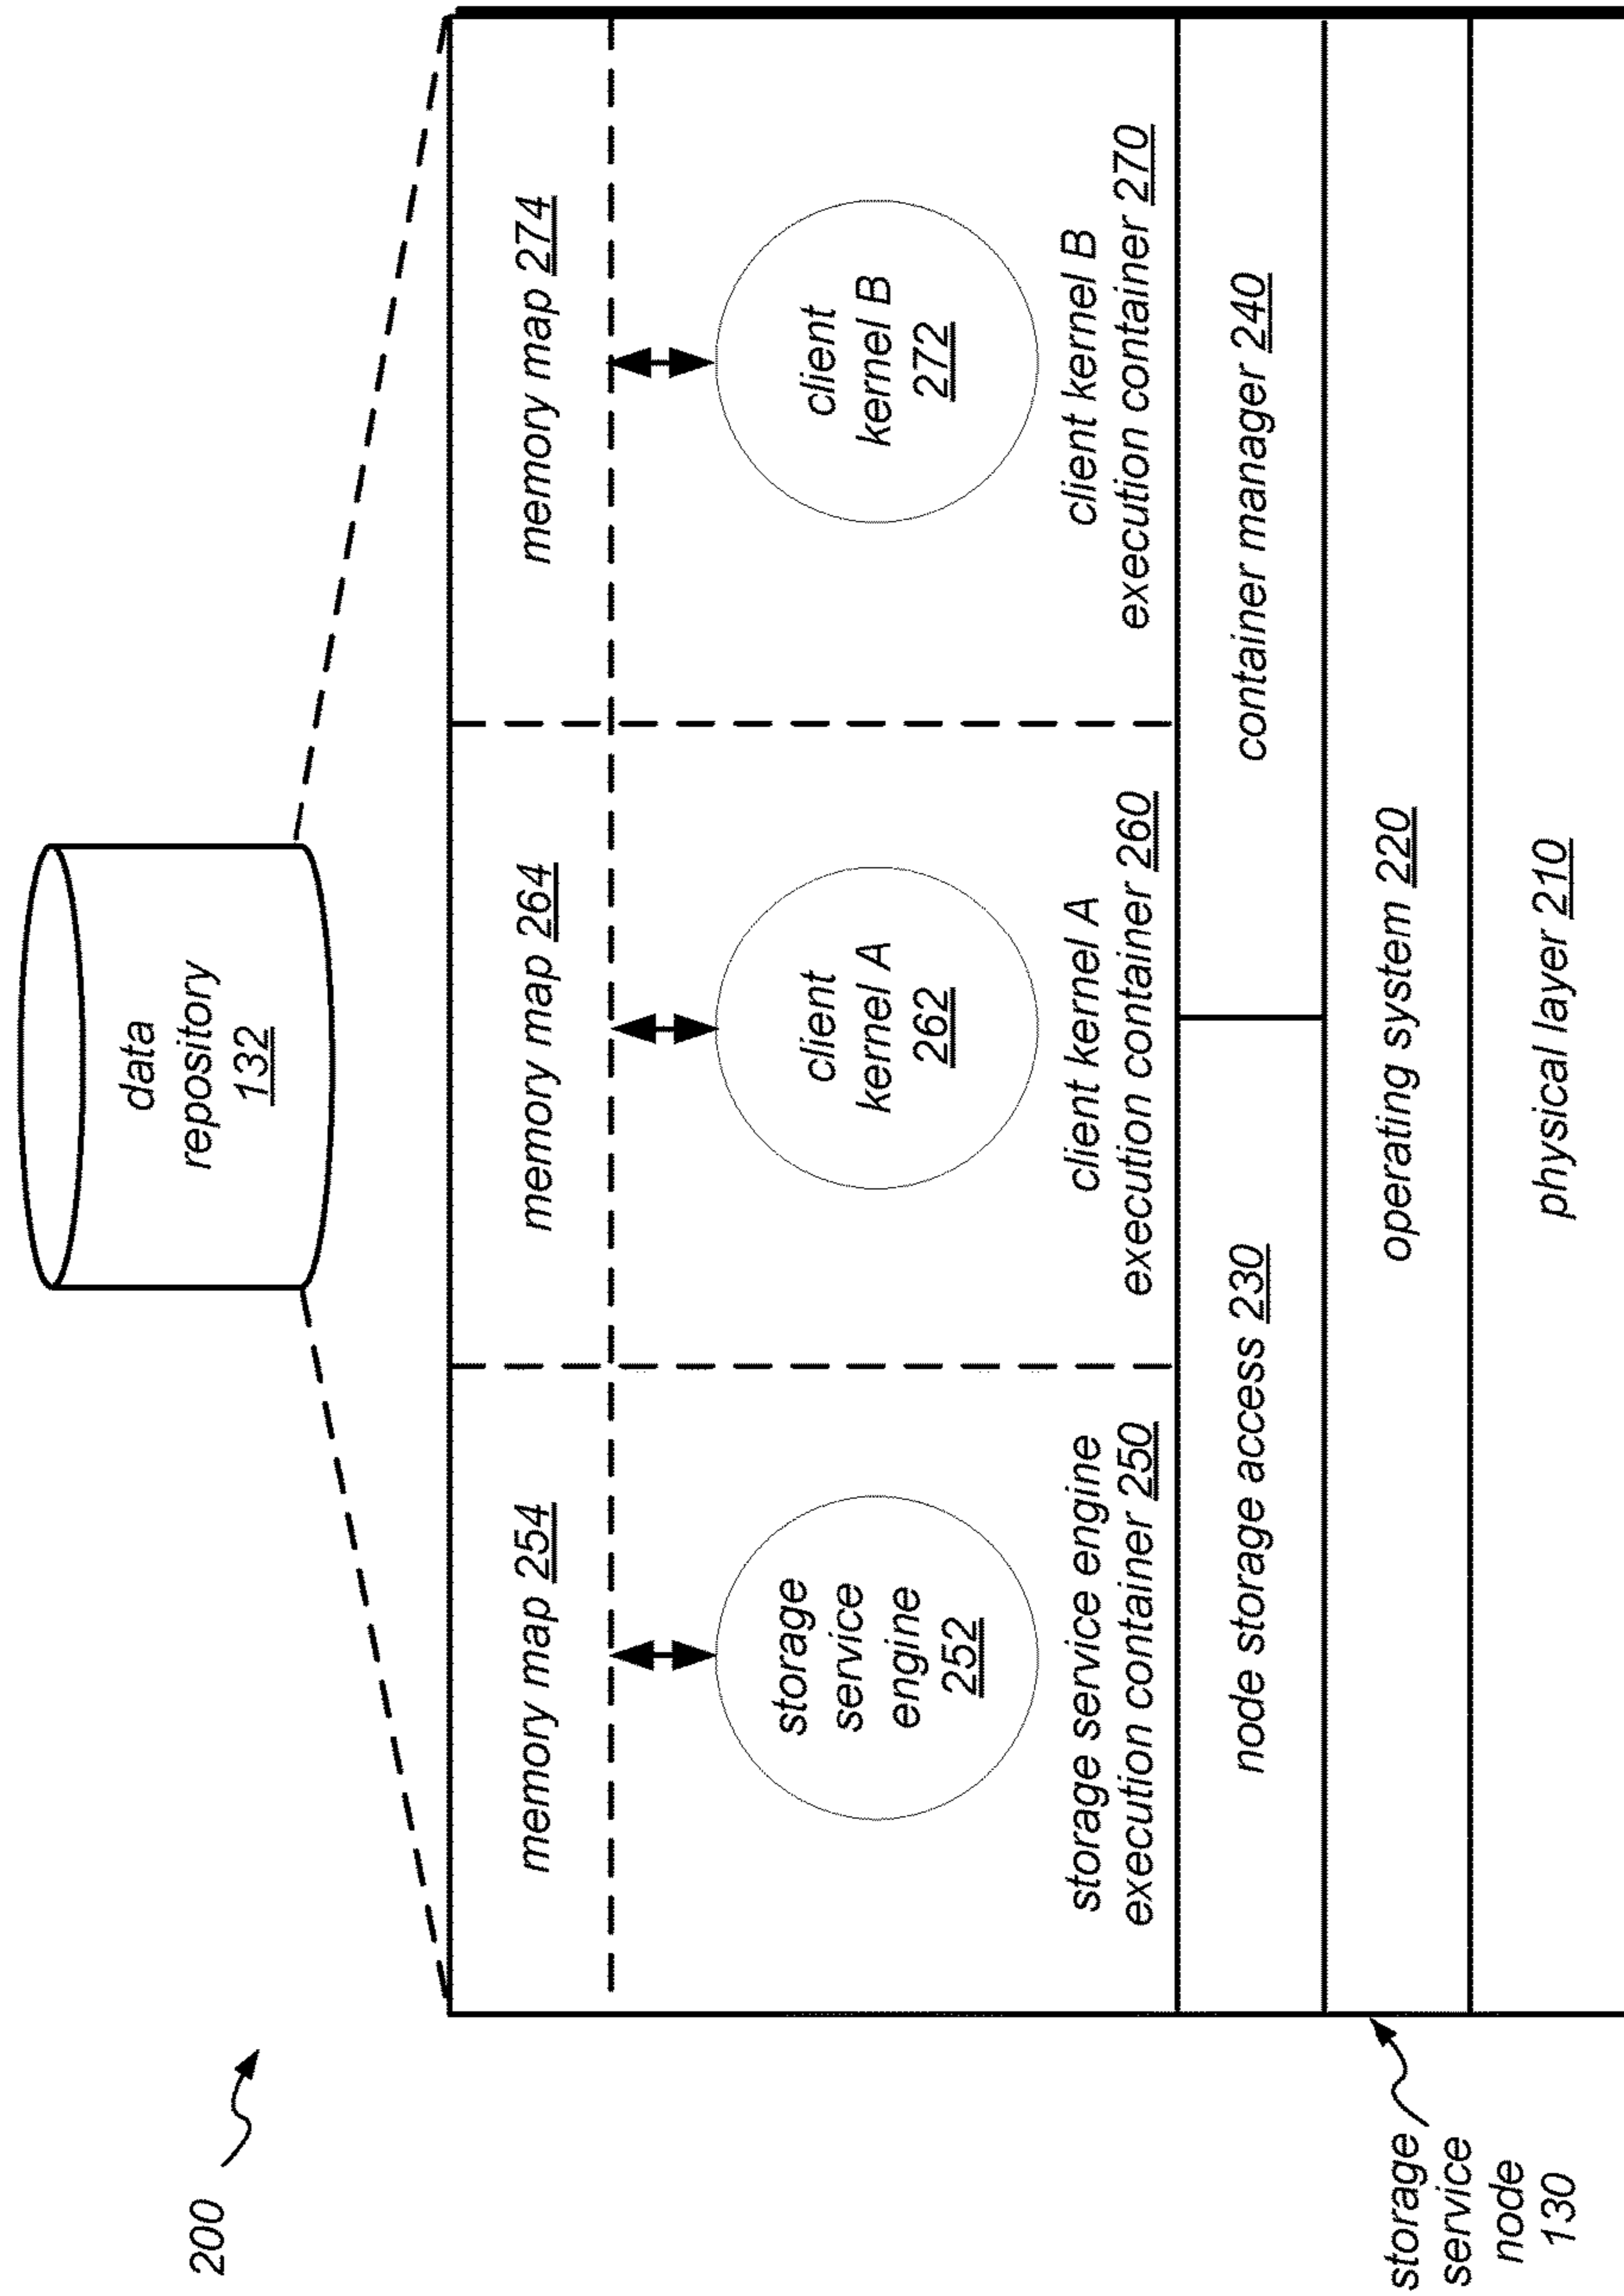 200
data
repository
132
memory map 254
memory map 264
memory map 274
storage
service
engine
252
client
kernel A
262
client
kernel B
272
storage service engine
execution container 250
client kernel A
execution container 260
client kernel B
execution container 270
node storage access 230
container manager 240
operating system 220
physical layer 210
storage
service
node
130